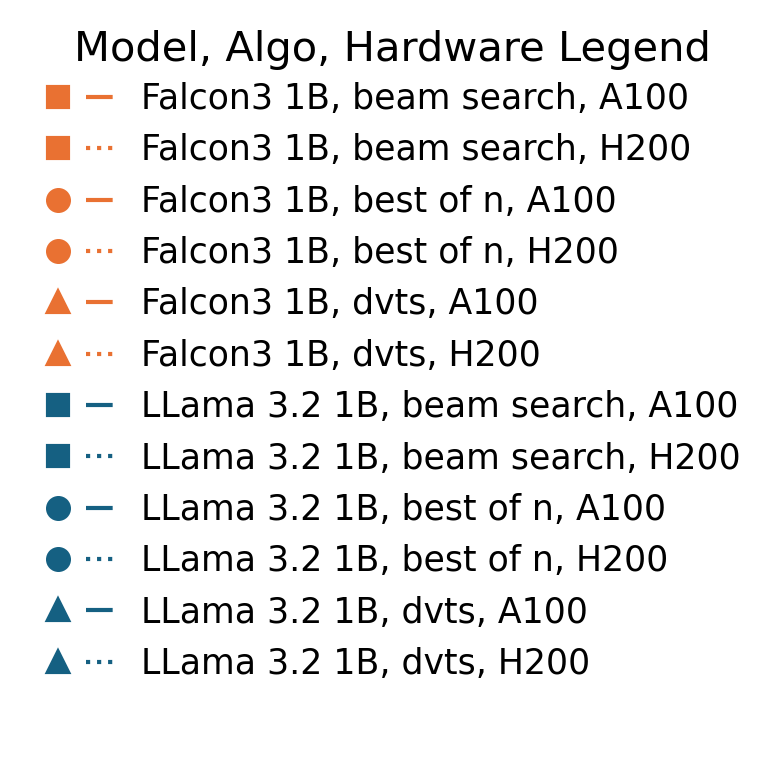 Model, Algo, Hardware Legend
Falcon3 1B, beam search, A100
Falcon3 1B, beam search, H200
Falcon3 1B, best of n, A100
Falcon3 1B, best of n, H200
Falcon3 1B, dvts, A100
Falcon3 1B, dvts, H200
LLama 3.2 1B, beam search, A100
LLama 3.2 1B, beam search, H200
LLama 3.2 1B, best of n, A100
LLama 3.2 1B, best of n, H200
LLama 3.2 1B, dvts, A100
LLama 3.2 1B, dvts, H200